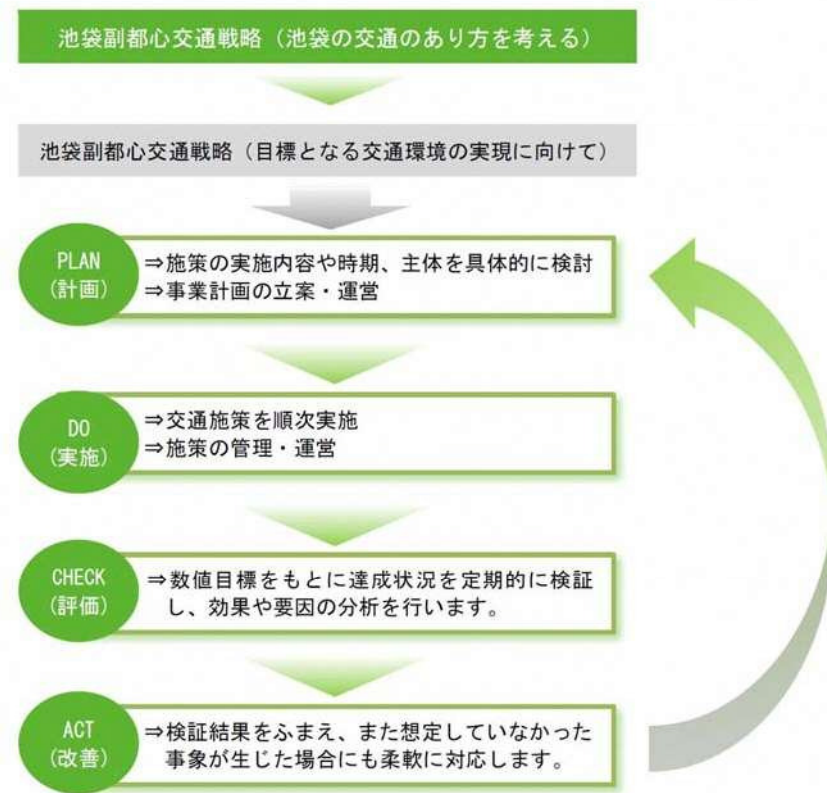 池袋副都心交通戦略（池袋の交通のあり方を考える）
池袋副都心交通戦略（目標となる交通環境の実現に向けて）
PLAN
（計画）
⇒施策の実施内容や時期、主体を具体的に検討
⇒事業計画の立案・運営
DO
（実施）
⇒交通施策を順次実施
⇒施策の管理・運営
CHECK
（評価）
⇒数値目標をもとに達成状況を定期的に検証
し、効果や要因の分析を行います。
ACT
（改善）
⇒検証結果をふまえ、また想定していなかった
事象が生じた場合にも柔軟に対応します。